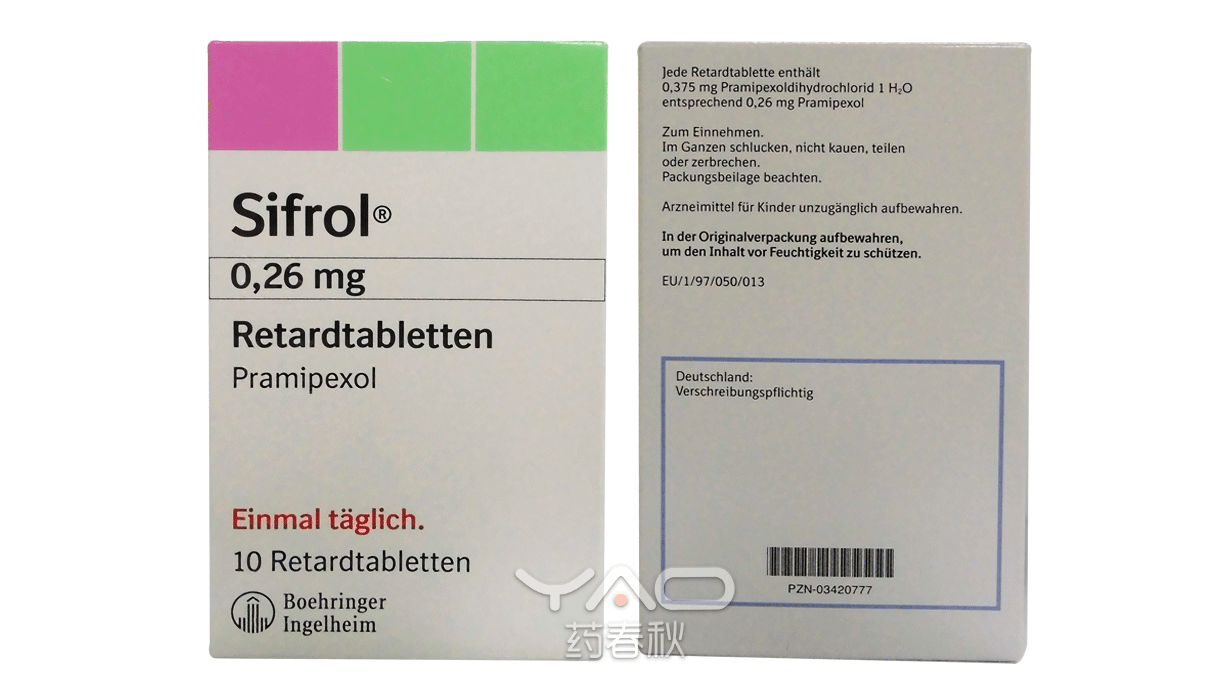 Sifrol®
0,26 mg
Retardtabletten
Pramipexol
Einmal täglich.
10 Retardtabletten
Boehringer
Ingelheim
Jede Retardtablette enthält
0,375 mg Pramipexoldihydrochlorid 1 H₂O
entsprechend 0,26 mg Pramipexol
Zum Einnehmen.
Im Ganzen schlucken, nicht kauen, teilen
oder zerbrechen.
Packungsbeilage beachten.
Arzneimittel für Kinder unzugänglich aufbewahren.
In der Originalverpackung aufbewahren,
um den Inhalt vor Feuchtigkeit zu schützen.
EU/1/97/050/013
Deutschland:
Verschreibungspflichtig
PZN-03420777
YAO
药春秋